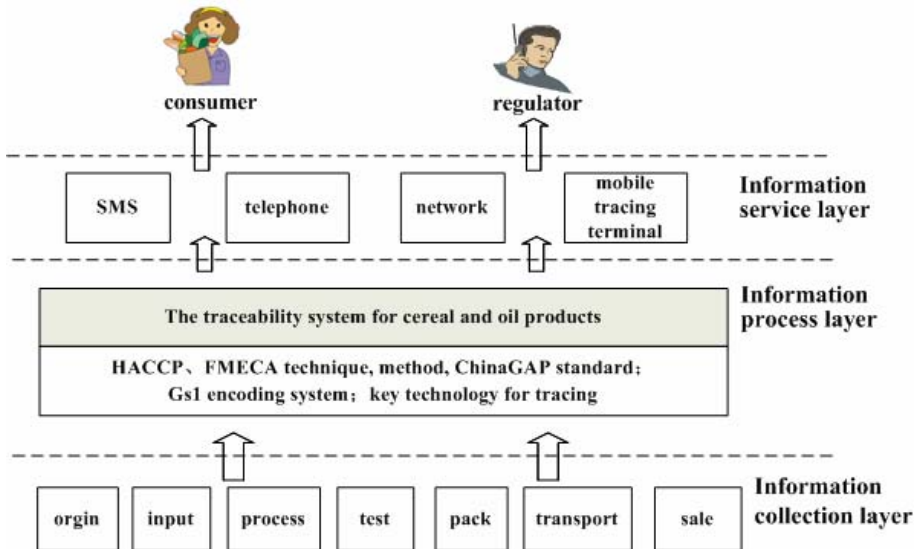 consumer
regulator
SMS
telephone
network
mobile
tracing
terminal
Information
service layer
The traceability system for cereal and oil products
HACCP、FMECA technique, method, ChinaGAP standard；
Gs1 encoding system；key technology for tracing
Information
process layer
orgin
input
process
test
pack
transport
sale
Information
collection layer